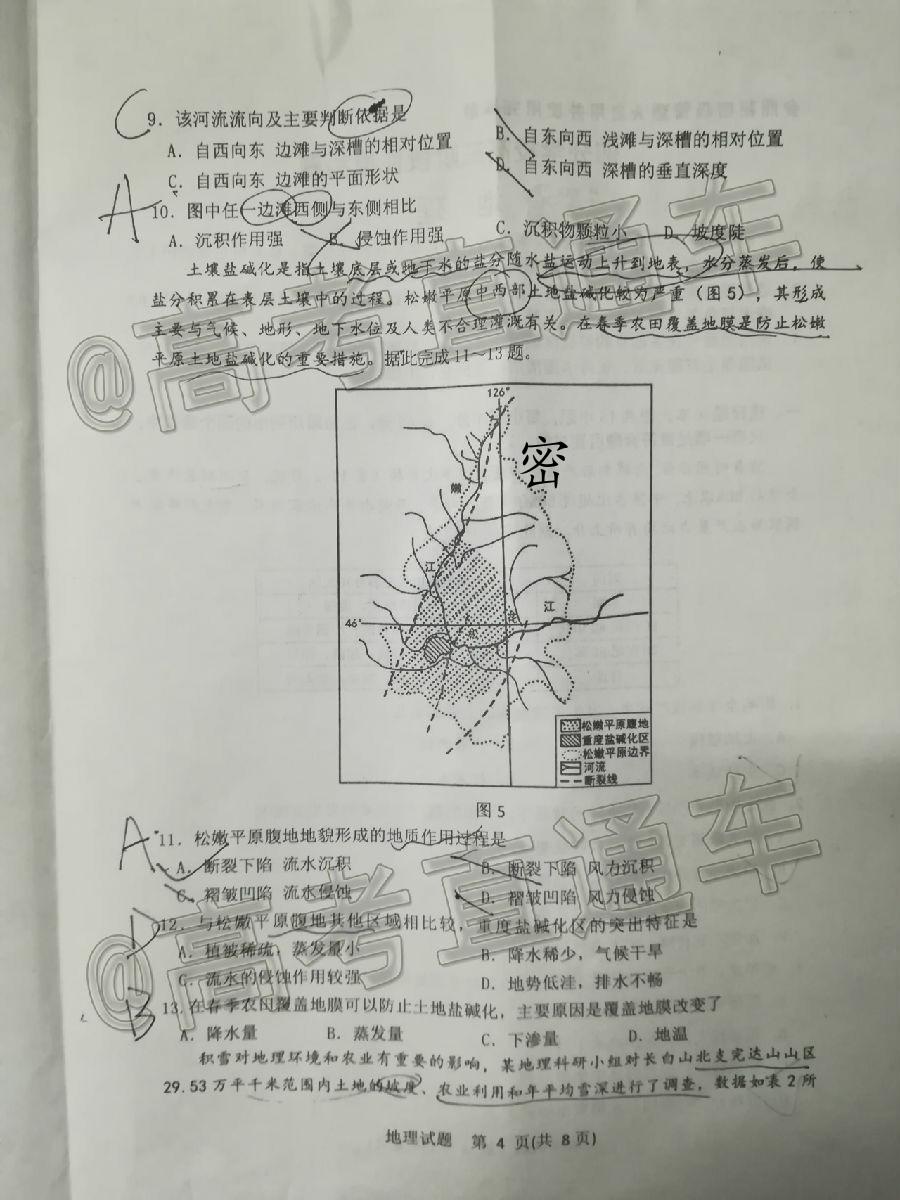 C
9．该河流流向及主要判断依据是
A．自西向东 边滩与深槽的相对位置 B．自东向西 浅滩与深槽的相对位置
C．自西向东 边滩的平面形状 D．自东向西 深槽的垂直深度
A
10．图中任一边滩西侧与东侧相比
A．沉积作用强 B．侵蚀作用强 C．沉积物颗粒小 D．坡度陡
土壤盐碱化是指土壤底层或地下水的盐分随水盐运动上升到地表，水分蒸发后，使
盐分积累在表层土壤中的过程。松嫩平原中西部土地盐碱化较为严重（图5），其形成
主要与气候、地形、地下水位及人类不合理灌溉有关。在春季农田覆盖地膜是防止松嫩
平原土地盐碱化的重要措施。据此完成11～13题。
126°
密
嫩
江
松
江
46°
松嫩平原腹地
重度盐碱化区
松嫩平原边界
河流
断裂线
图5
A
11．松嫩平原腹地地貌形成的地质作用过程是
A．断裂下陷 流水沉积 B．断裂下陷 风力沉积
C．褶皱凹陷 流水侵蚀 D．褶皱凹陷 风力侵蚀
D
12．与松嫩平原腹地其他区域相比较，重度盐碱化区的突出特征是
A．植被稀疏，蒸发量小 B．降水稀少，气候干旱
C．流水的侵蚀作用较强 D．地势低洼，排水不畅
B
13．在春季农田覆盖地膜可以防止土地盐碱化，主要原因是覆盖地膜改变了
A．降水量 B．蒸发量 C．下渗量 D．地温
积雪对地理环境和农业有重要的影响，某地理科研小组对长白山北支完达山山区
29.53万平千米范围内土地的坡度、农业利用和年平均雪深进行了调查，数据如表2所
地理试题 第 4 页(共 8 页)
@高考直通车
@高考直通车